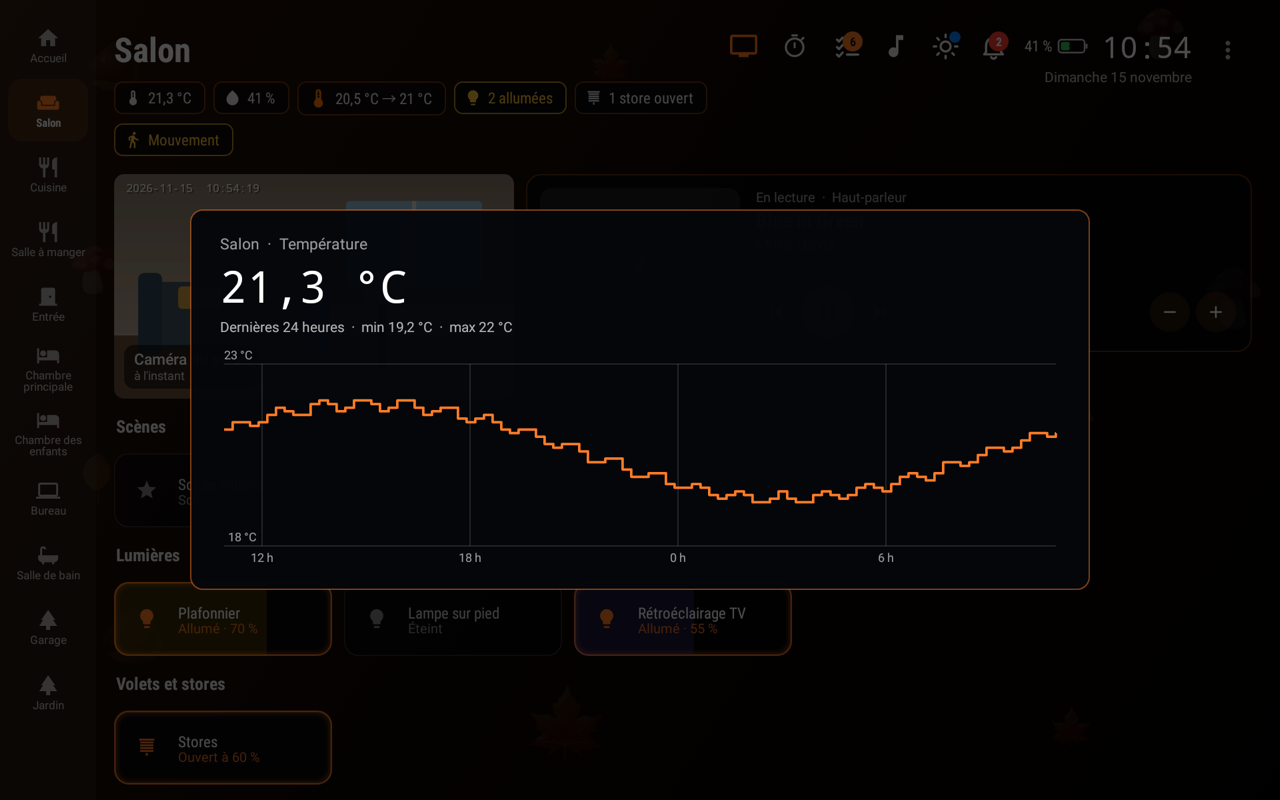 Accueil
Salon
Cuisine
Salle à manger
Entrée
Chambre
principale
Chambre des
enfants
Bureau
Salle de bain
Garage
Jardin
Salon
6
2
41 %
10:54
Dimanche 15 novembre
21,3 °C
41 %
20,5 °C → 21 °C
2 allumées
1 store ouvert
Mouvement
2026-11-15 10:54:19
Caméra
à l'instant
En lecture · Haut-parleur
Salon · Température
21,3 °C
Dernières 24 heures · min 19,2 °C · max 22 °C
23 °C
18 °C
12 h
18 h
0 h
6 h
Scènes
Lumières
Plafonnier
Allumé · 70 %
Lampe sur pied
Éteint
Rétroéclairage TV
Allumé · 55 %
Volets et stores
Stores
Ouvert à 60 %